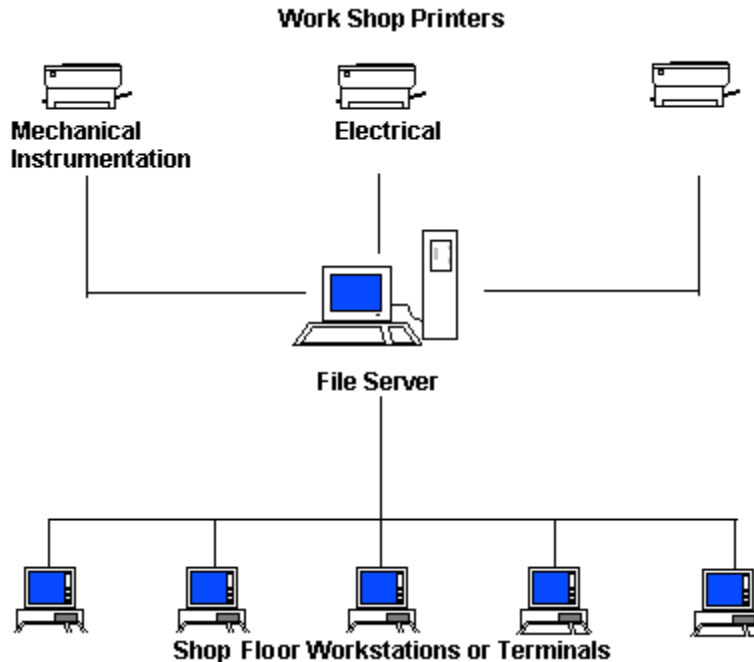 Work Shop Printers
Mechanical
Instrumentation
Electrical
File Server
Shop Floor Workstations or Terminals